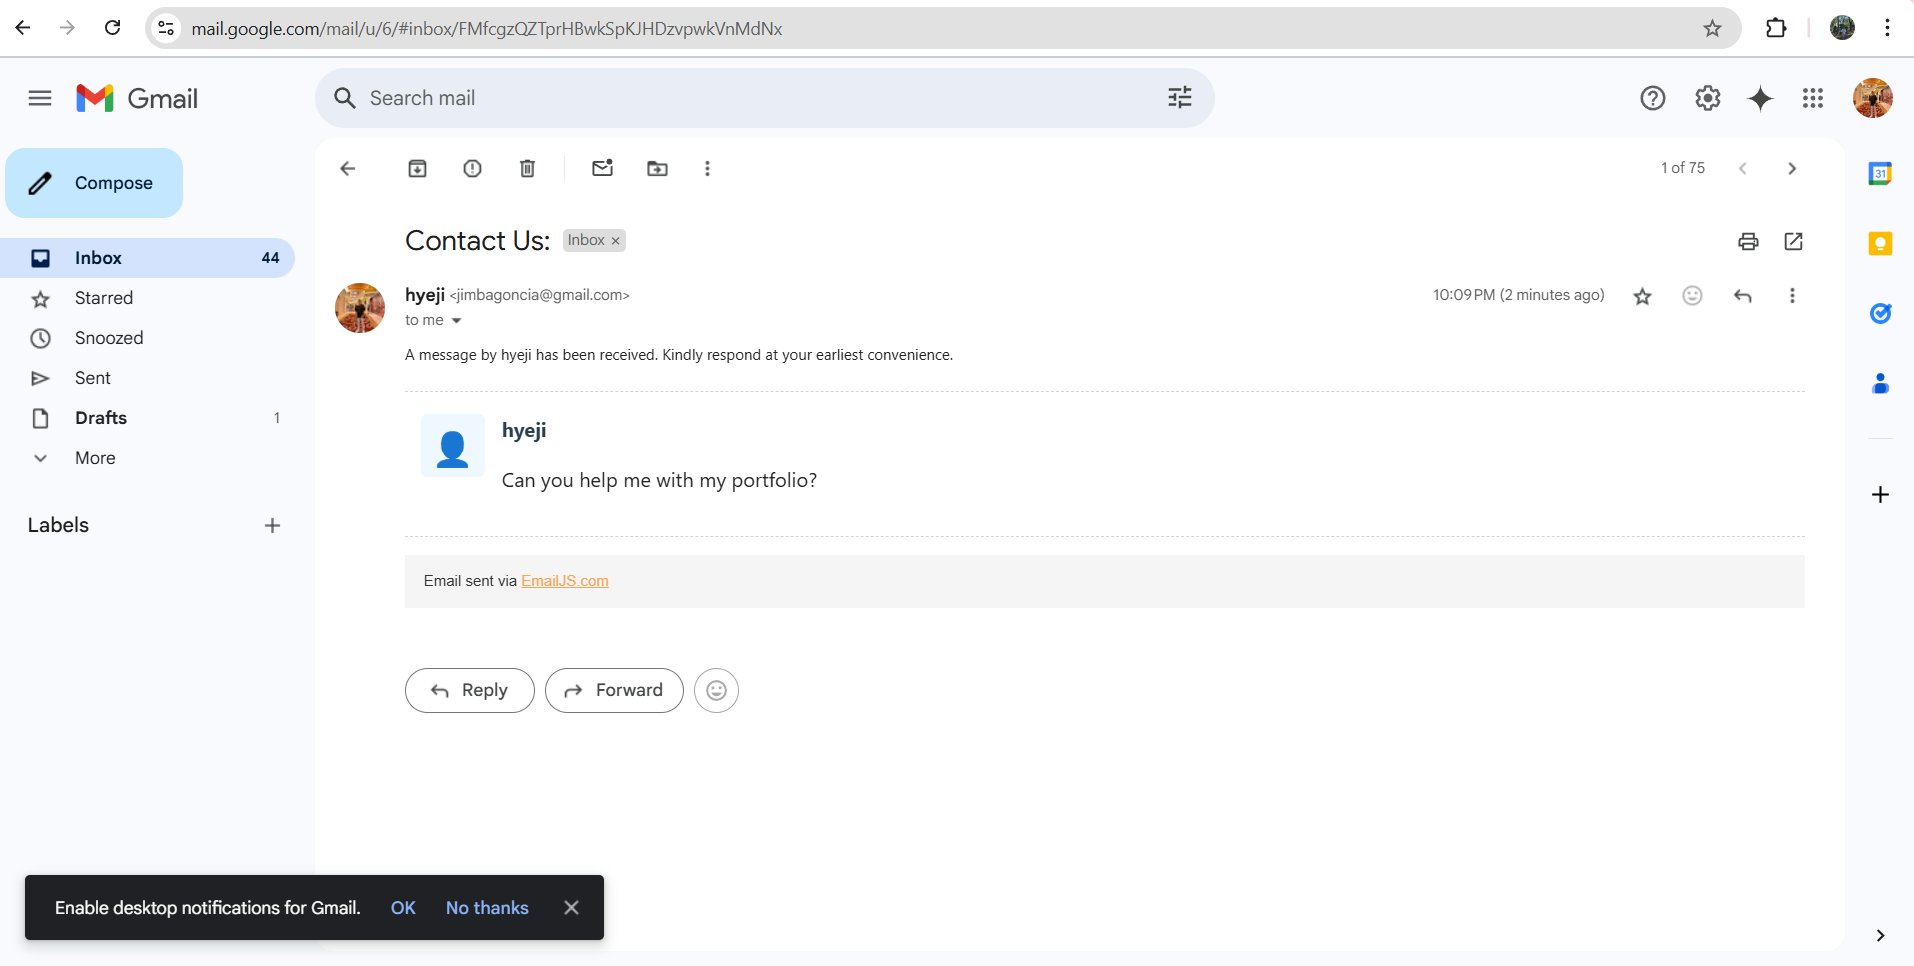 mail.google.com/mail/u/6/#inbox/FMfcgzQZTprHBwkSpKJHDzvpwkVnMdNx
Gmail
Search mail
Compose
1 of 75
31
Contact Us:
Inbox ×
Inbox 44
Starred
Snoozed
Sent
Drafts 1
More
Labels
hyeji <jimbagoncia@gmail.com>
10:09 PM (2 minutes ago)
to me
A message by hyeji has been received. Kindly respond at your earliest convenience.
hyeji
Can you help me with my portfolio?
Email sent via EmailJS.com
Reply
Forward
Enable desktop notifications for Gmail. OK No thanks